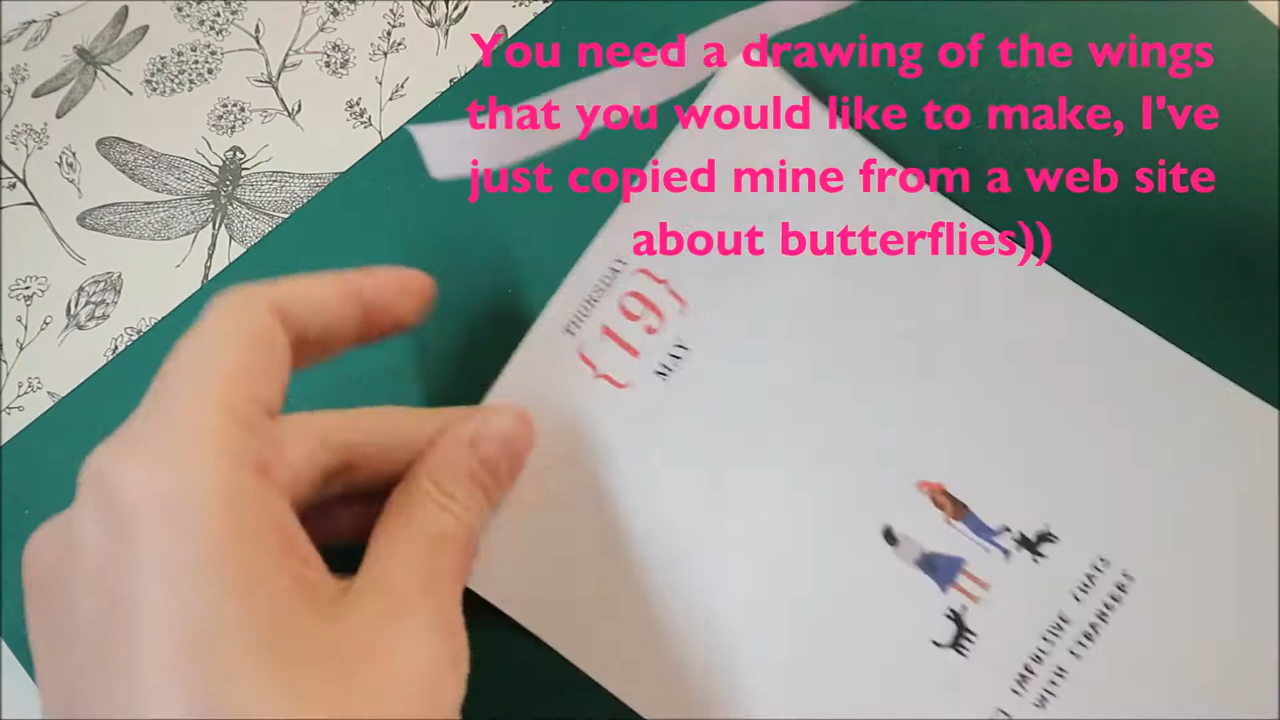 You need a drawing of the wings
that you would like to make, I've
just copied mine from a web site
about butterflies))
THURSDAY
{19}
MAY
IMPULSIVE CHATS
WITH STRANGERS